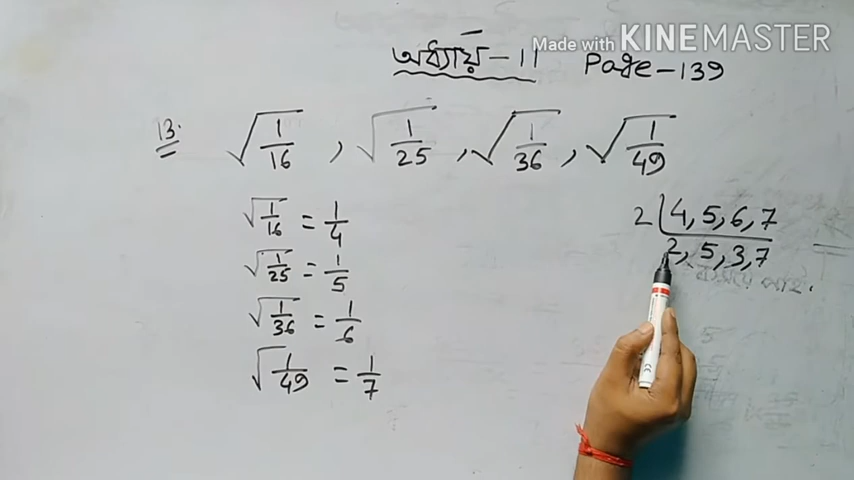 Made with KINEMASTER
অধ্যায় - 11 Page - 139
13. √(1/16) , √(1/25) , √(1/36) , √(1/49)
√(1/16) = 1/4
√(1/25) = 1/5
√(1/36) = 1/6
√(1/49) = 1/7
2 | 4, 5, 6, 7
2, 5, 3, 7